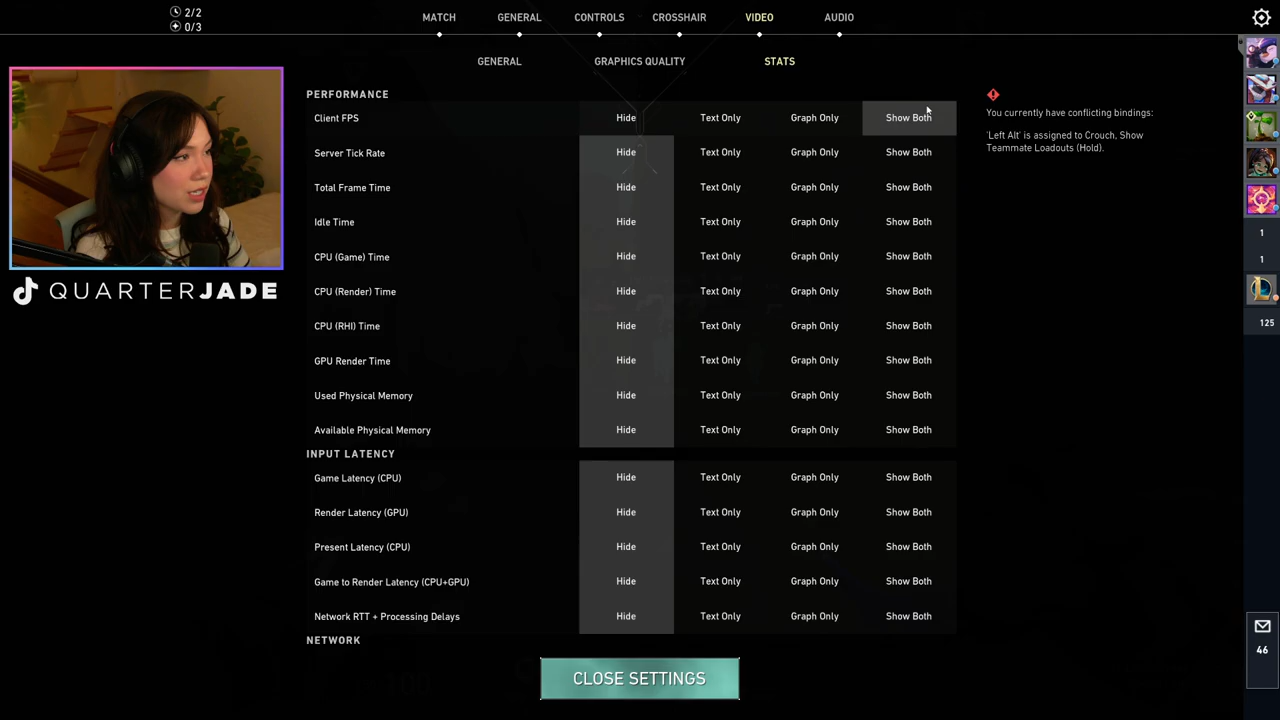 2/2
0/3
MATCH GENERAL CONTROLS CROSSHAIR VIDEO AUDIO
GENERAL GRAPHICS QUALITY STATS
PERFORMANCE
Client FPS Hide Text Only Graph Only Show Both
Server Tick Rate Hide Text Only Graph Only Show Both
Total Frame Time Hide Text Only Graph Only Show Both
Idle Time Hide Text Only Graph Only Show Both
CPU (Game) Time Hide Text Only Graph Only Show Both
CPU (Render) Time Hide Text Only Graph Only Show Both
CPU (RHI) Time Hide Text Only Graph Only Show Both
GPU Render Time Hide Text Only Graph Only Show Both
Used Physical Memory Hide Text Only Graph Only Show Both
Available Physical Memory Hide Text Only Graph Only Show Both
INPUT LATENCY
Game Latency (CPU) Hide Text Only Graph Only Show Both
Render Latency (GPU) Hide Text Only Graph Only Show Both
Present Latency (CPU) Hide Text Only Graph Only Show Both
Game to Render Latency (CPU+GPU) Hide Text Only Graph Only Show Both
Network RTT + Processing Delays Hide Text Only Graph Only Show Both
NETWORK
CLOSE SETTINGS
You currently have conflicting bindings:
'Left Alt' is assigned to Crouch, Show
Teammate Loadouts (Hold).
QUARTERJADE
1
1
125
46
100